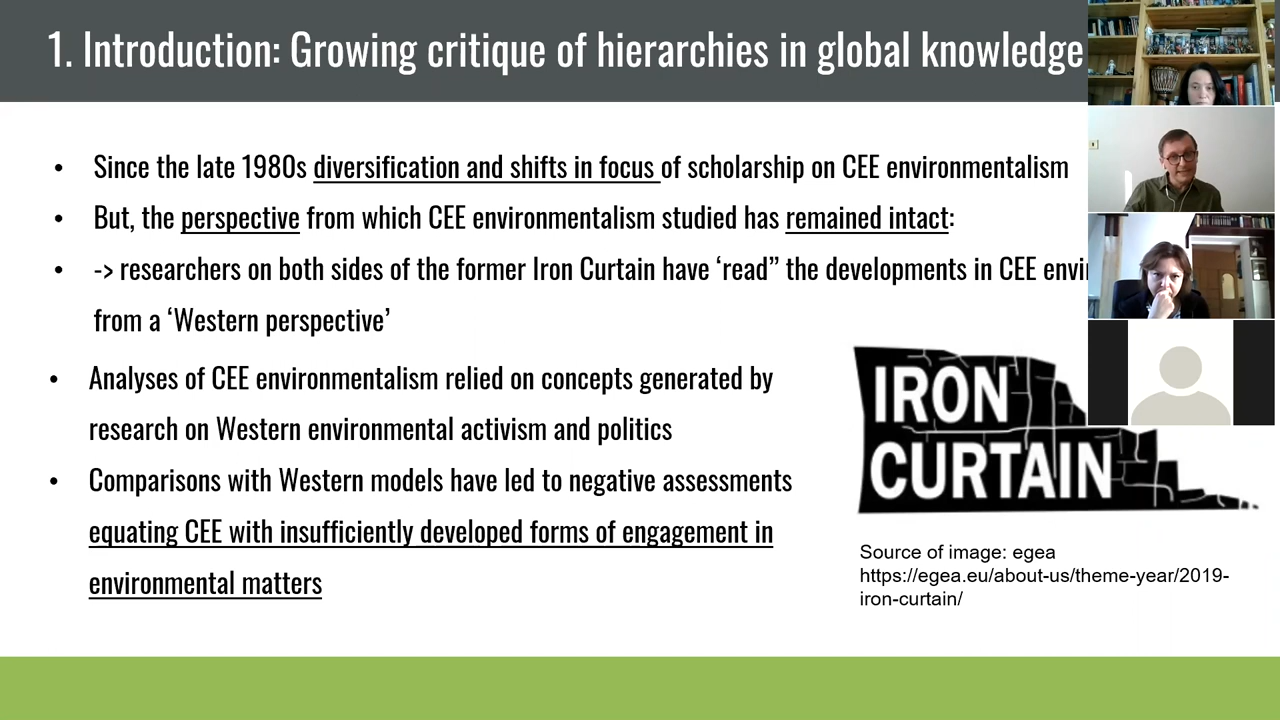 1. Introduction: Growing critique of hierarchies in global knowledge
• Since the late 1980s diversification and shifts in focus of scholarship on CEE environmentalism
• But, the perspective from which CEE environmentalism studied has remained intact:
• -> researchers on both sides of the former Iron Curtain have ‘read” the developments in CEE
from a ‘Western perspective’
• Analyses of CEE environmentalism relied on concepts generated by
research on Western environmental activism and politics
• Comparisons with Western models have led to negative assessments
equating CEE with insufficiently developed forms of engagement in
environmental matters
IRON
CURTAIN
Source of image: egea
https://egea.eu/about-us/theme-year/2019-
iron-curtain/